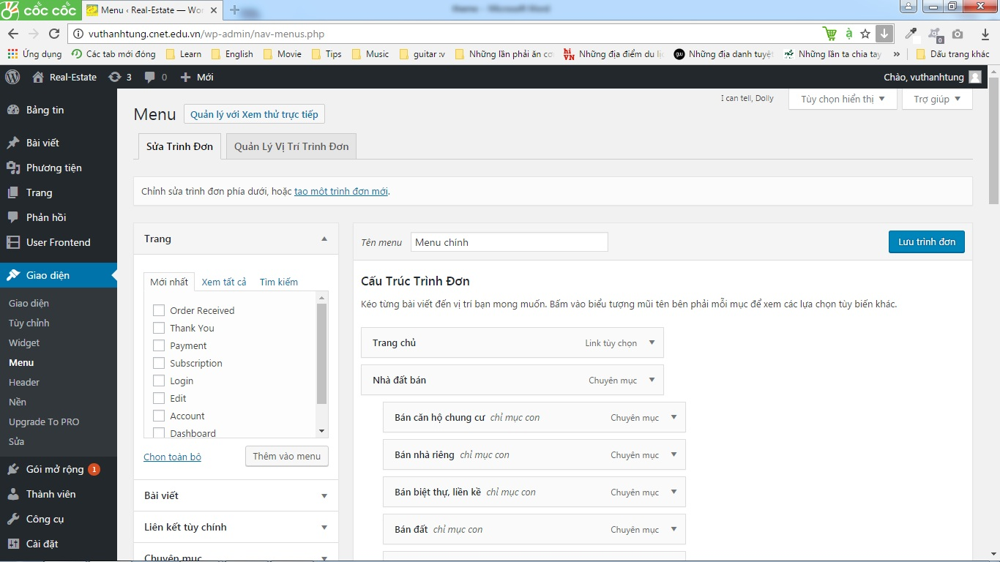 cốc cốc
Menu ‹ Real-Estate — Wor
theme - Microsoft Word
vuthanhtung.cnet.edu.vn/wp-admin/nav-menus.php
Ứng dụng Các tab mới đóng Learn English Movie Tips Music guitar :v Những lần phải ăn cơ Những địa điểm du lịc Những địa danh tuyệt Những lần ta chia tay » Dấu trang khác
Real-Estate 3 0 + Mới Chào, vuthanhtung
I can tell, Dolly
Tùy chọn hiển thị
Trợ giúp
Menu
Quản lý với Xem thử trực tiếp
Sửa Trình Đơn
Quản Lý Vị Trí Trình Đơn
Chỉnh sửa trình đơn phía dưới, hoặc tạo một trình đơn mới.
Bảng tin
Bài viết
Phương tiện
Trang
Phản hồi
User Frontend
Giao diện
Giao diện
Tùy chỉnh
Widget
Menu
Header
Nền
Upgrade To PRO
Sửa
Gói mở rộng 1
Thành viên
Công cụ
Cài đặt
Trang
Mới nhất
Xem tất cả
Tìm kiếm
Order Received
Thank You
Payment
Subscription
Login
Edit
Account
Dashboard
Chọn toàn bộ
Thêm vào menu
Bài viết
Liên kết tùy chính
Chuyên mục
Tên menu
Menu chính
Lưu trình đơn
Cấu Trúc Trình Đơn
Kéo từng bài viết đến vị trí bạn mong muốn. Bấm vào biểu tượng mũi tên bên phải mỗi mục để xem các lựa chọn tùy biến khác.
Trang chủ Link tùy chọn
Nhà đất bán Chuyên mục
Bán căn hộ chung cư chỉ mục con Chuyên mục
Bán nhà riêng chỉ mục con Chuyên mục
Bán biệt thự, liền kề chỉ mục con Chuyên mục
Bán đất chỉ mục con Chuyên mục